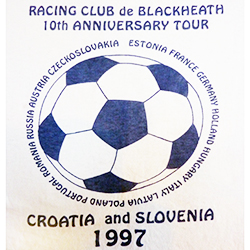 RACING CLUB de BLACKHEATH
10th ANNIVERSARY TOUR
PORTUGAL ROMANIA RUSSIA AUSTRIA CZECKOSLOVAKIA
ESTONIA FRANCE GERMANY HOLLAND HUNGARY ITALY LATVIA POLAND
CROATIA and SLOVENIA
1997